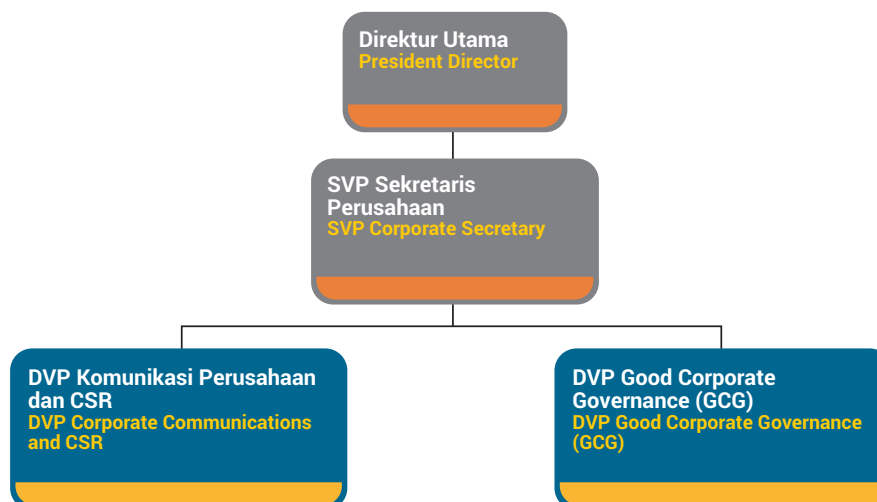 Direktur Utama
President Director
SVP Sekretaris
Perusahaan
SVP Corporate Secretary
DVP Komunikasi Perusahaan
dan CSR
DVP Corporate Communications
and CSR
DVP Good Corporate
Governance (GCG)
DVP Good Corporate Governance
(GCG)